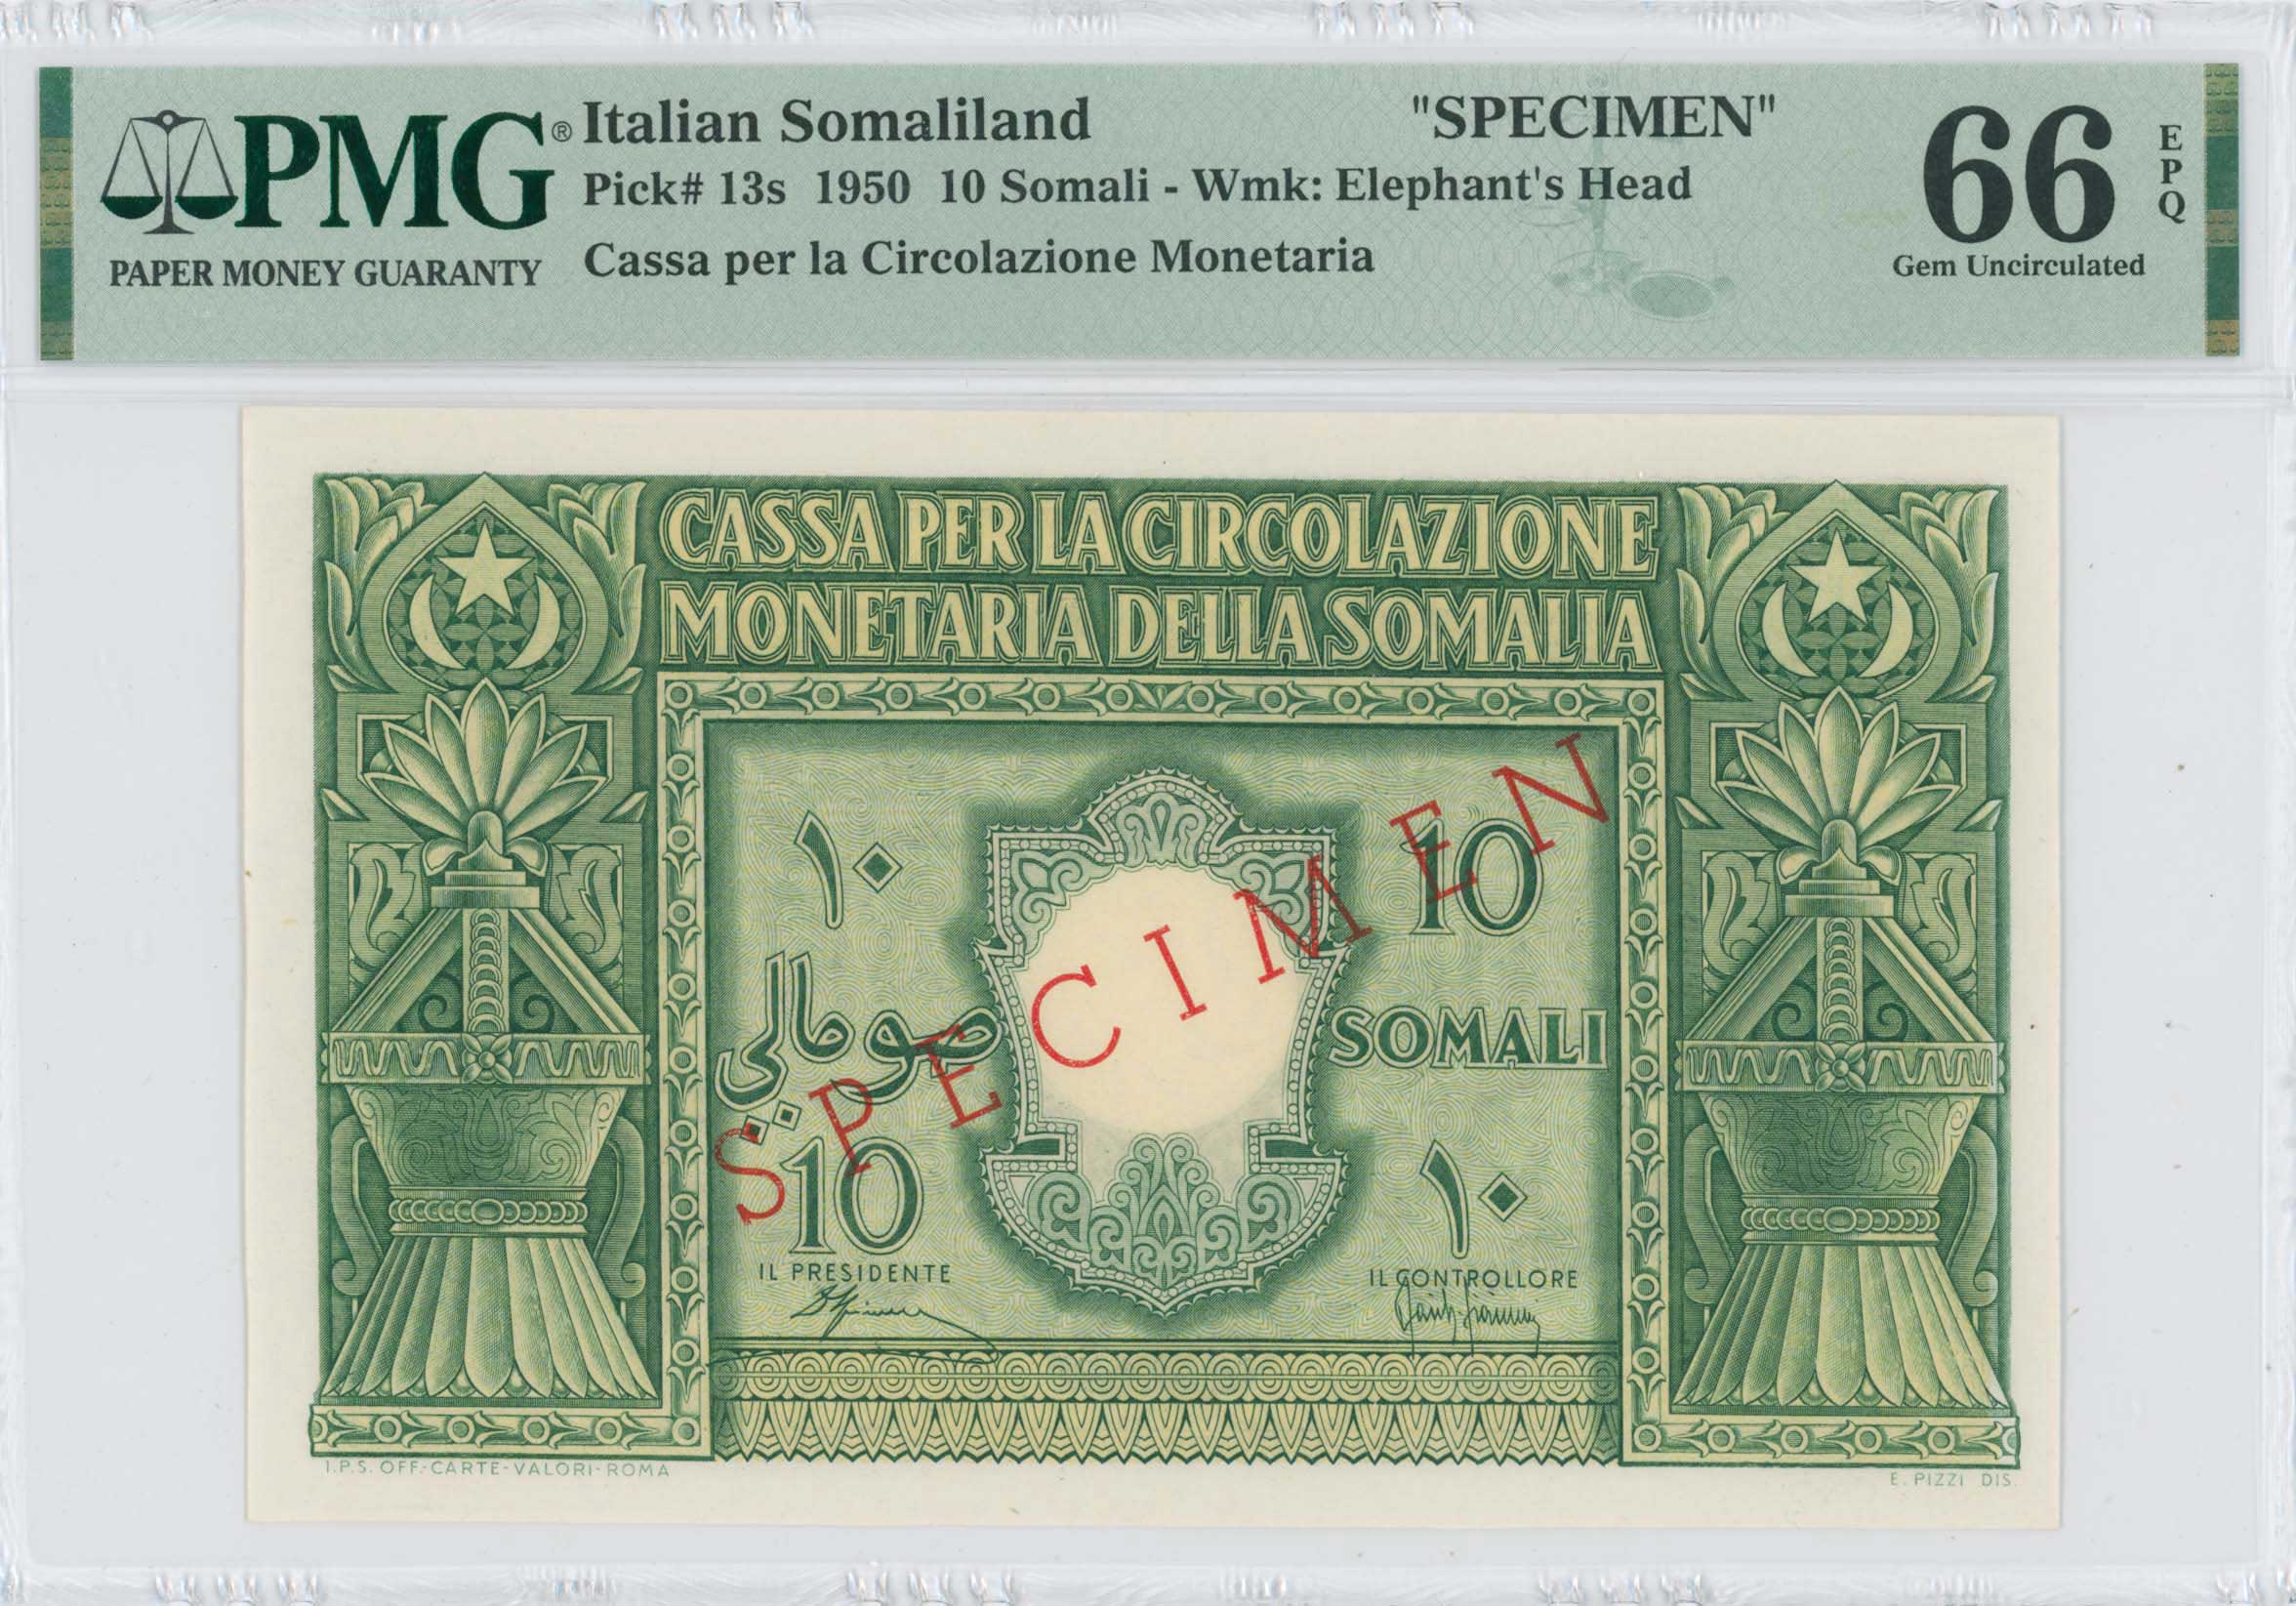 PMG® Italian Somaliland "SPECIMEN" 66 EPQ
Pick# 13s 1950 10 Somali - Wmk: Elephant's Head
PAPER MONEY GUARANTY Cassa per la Circolazione Monetaria Gem Uncirculated
CASSA PER LA CIRCOLAZIONE
MONETARIA DELLA SOMALIA
١٠ 10
صومالي SOMALI
SPECIMEN
10 ١٠
IL PRESIDENTE IL CONTROLLORE
I.P.S. OFF.-CARTE-VALORI-ROMA E. PIZZI DIS.